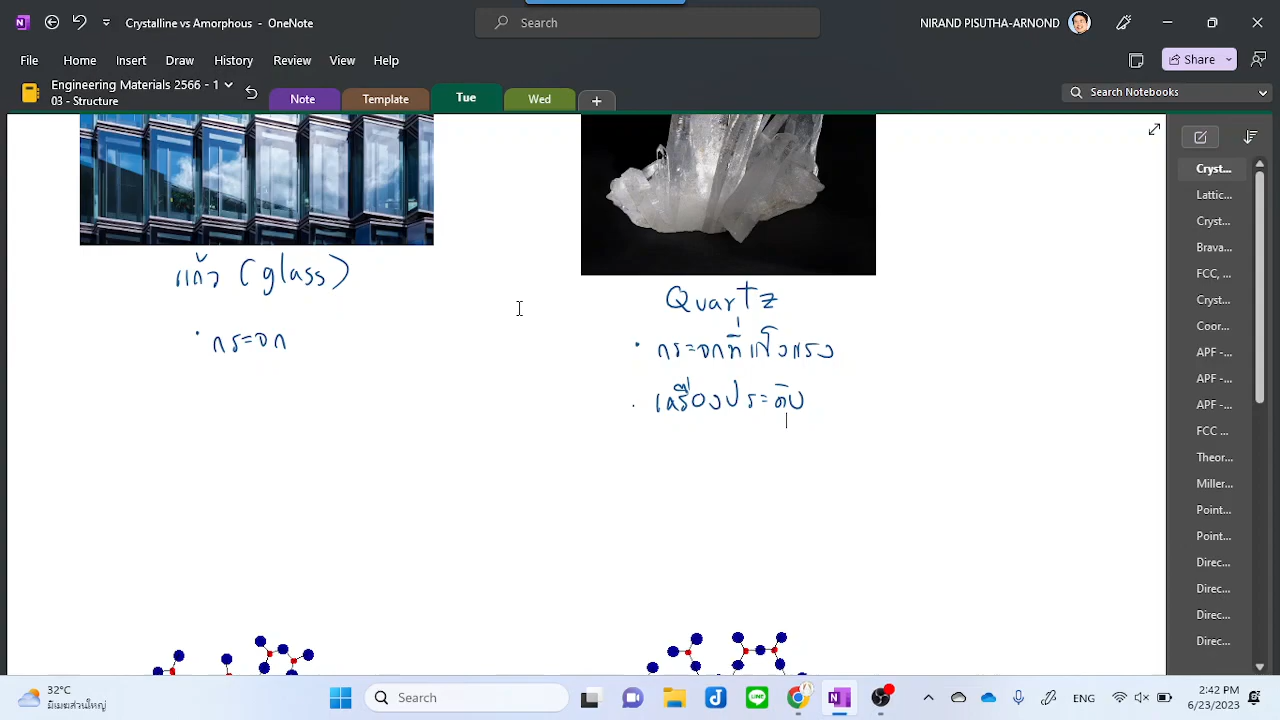 Crystalline vs Amorphous - OneNote
Search
NIRAND PISUTHA-ARNOND
File Home Insert Draw History Review View Help
Share
Engineering Materials 2566 - 1
03 - Structure
Note
Template
Tue
Wed
Search Notebooks
Cryst...
Lattic...
Cryst...
Brava...
FCC, ...
Cryst...
Coor...
APF - ...
APF - ...
APF - ...
FCC ...
Theor...
Miller...
Point...
Point...
Direc...
Direc...
Direc...
Direc...
แก้ว (glass)
• กระจก
Quartz
• กระจกที่แข็งแรง
• เครื่องประดับ
32°C
มีแดดส่วนใหญ่
Search
ENG
5:42 PM
6/23/2023